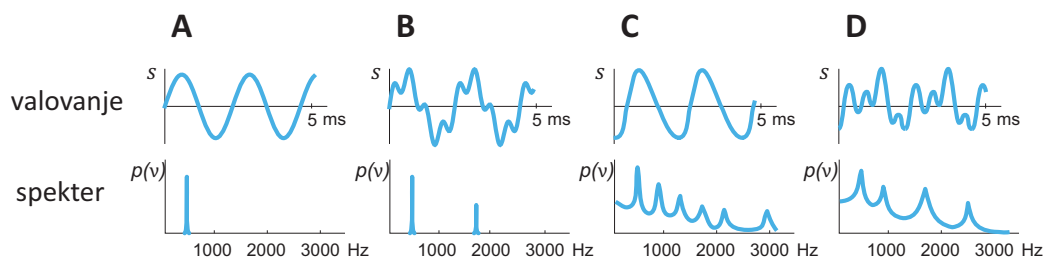 A B C D
valovanje s 5 ms s 5 ms s 5 ms s 5 ms
spekter p(ν) 1000 2000 3000 Hz p(ν) 1000 2000 3000 Hz p(ν) 1000 2000 3000 Hz p(ν) 1000 2000 3000 Hz